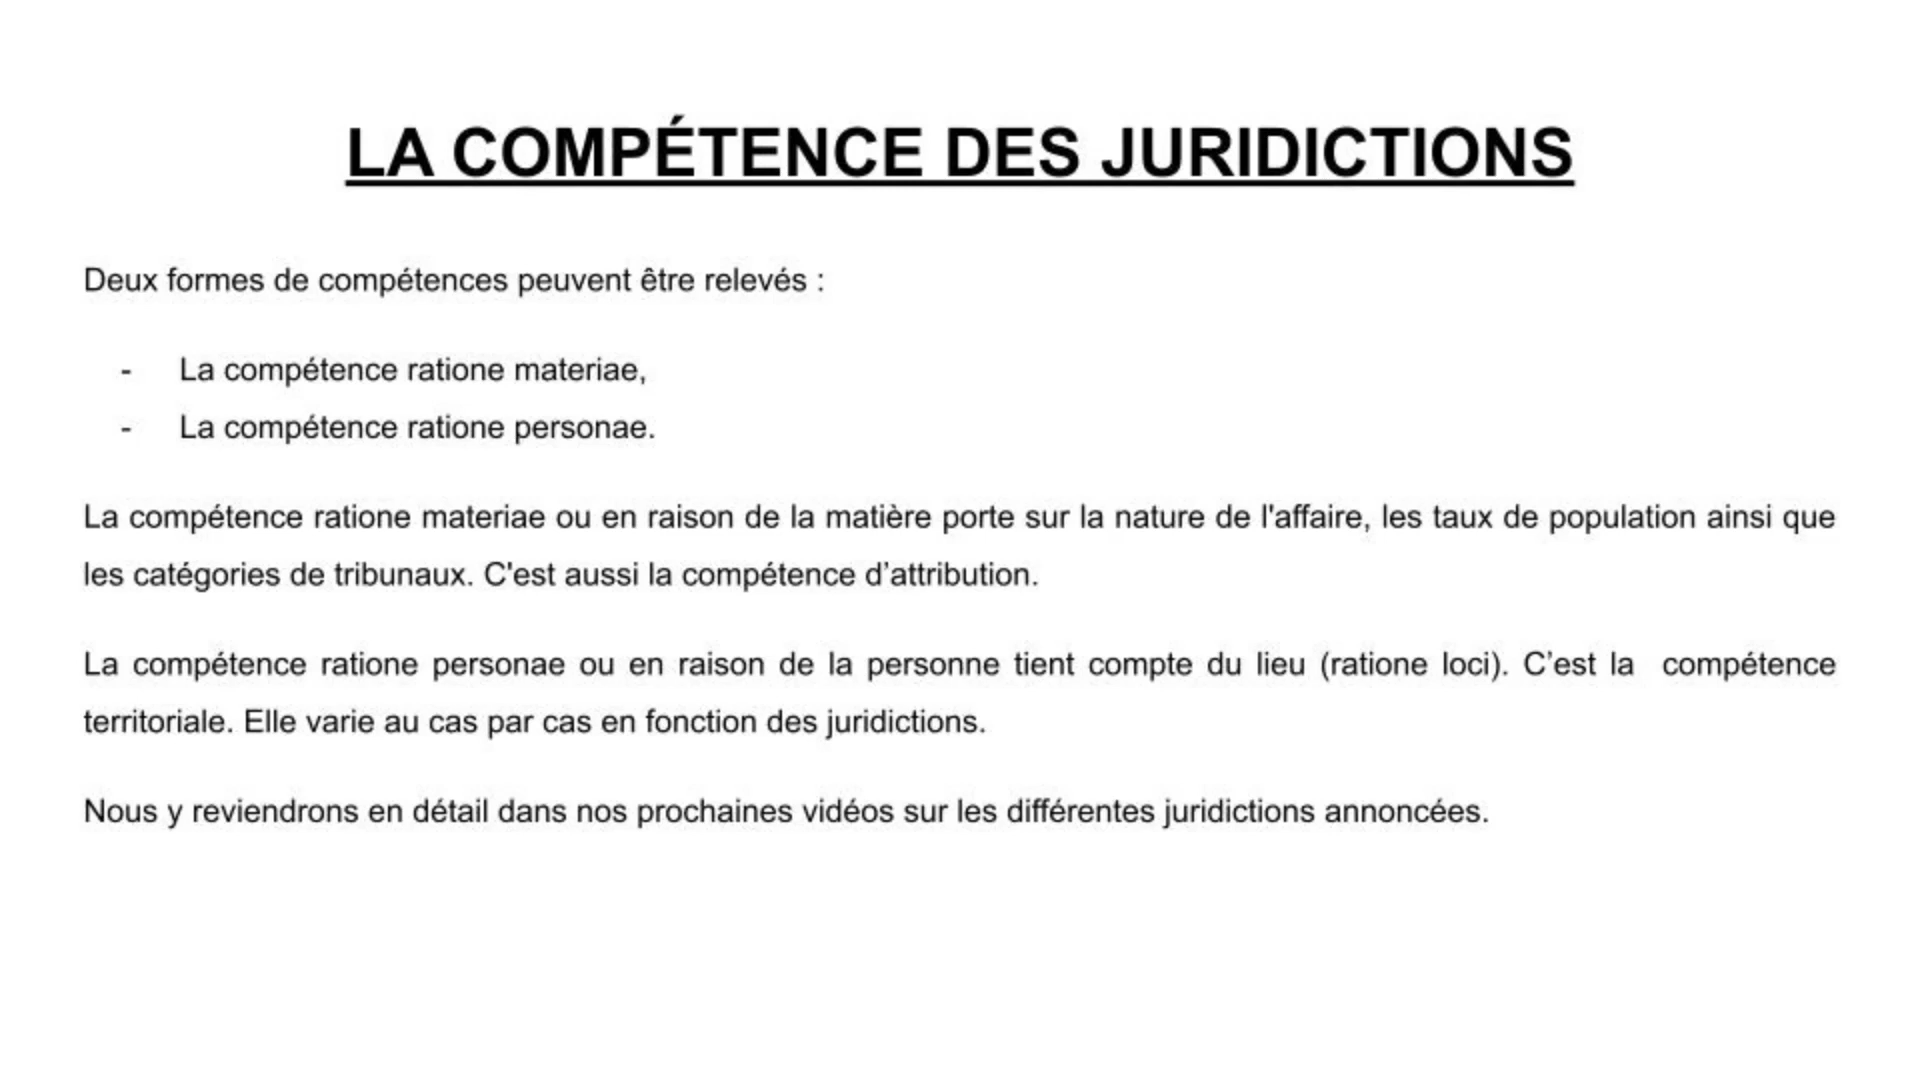 LA COMPÉTENCE DES JURIDICTIONS
Deux formes de compétences peuvent être relevés :
- La compétence ratione materiae,
- La compétence ratione personae.
La compétence ratione materiae ou en raison de la matière porte sur la nature de l'affaire, les taux de population ainsi que
les catégories de tribunaux. C'est aussi la compétence d’attribution.
La compétence ratione personae ou en raison de la personne tient compte du lieu (ratione loci). C’est la compétence
territoriale. Elle varie au cas par cas en fonction des juridictions.
Nous y reviendrons en détail dans nos prochaines vidéos sur les différentes juridictions annoncées.